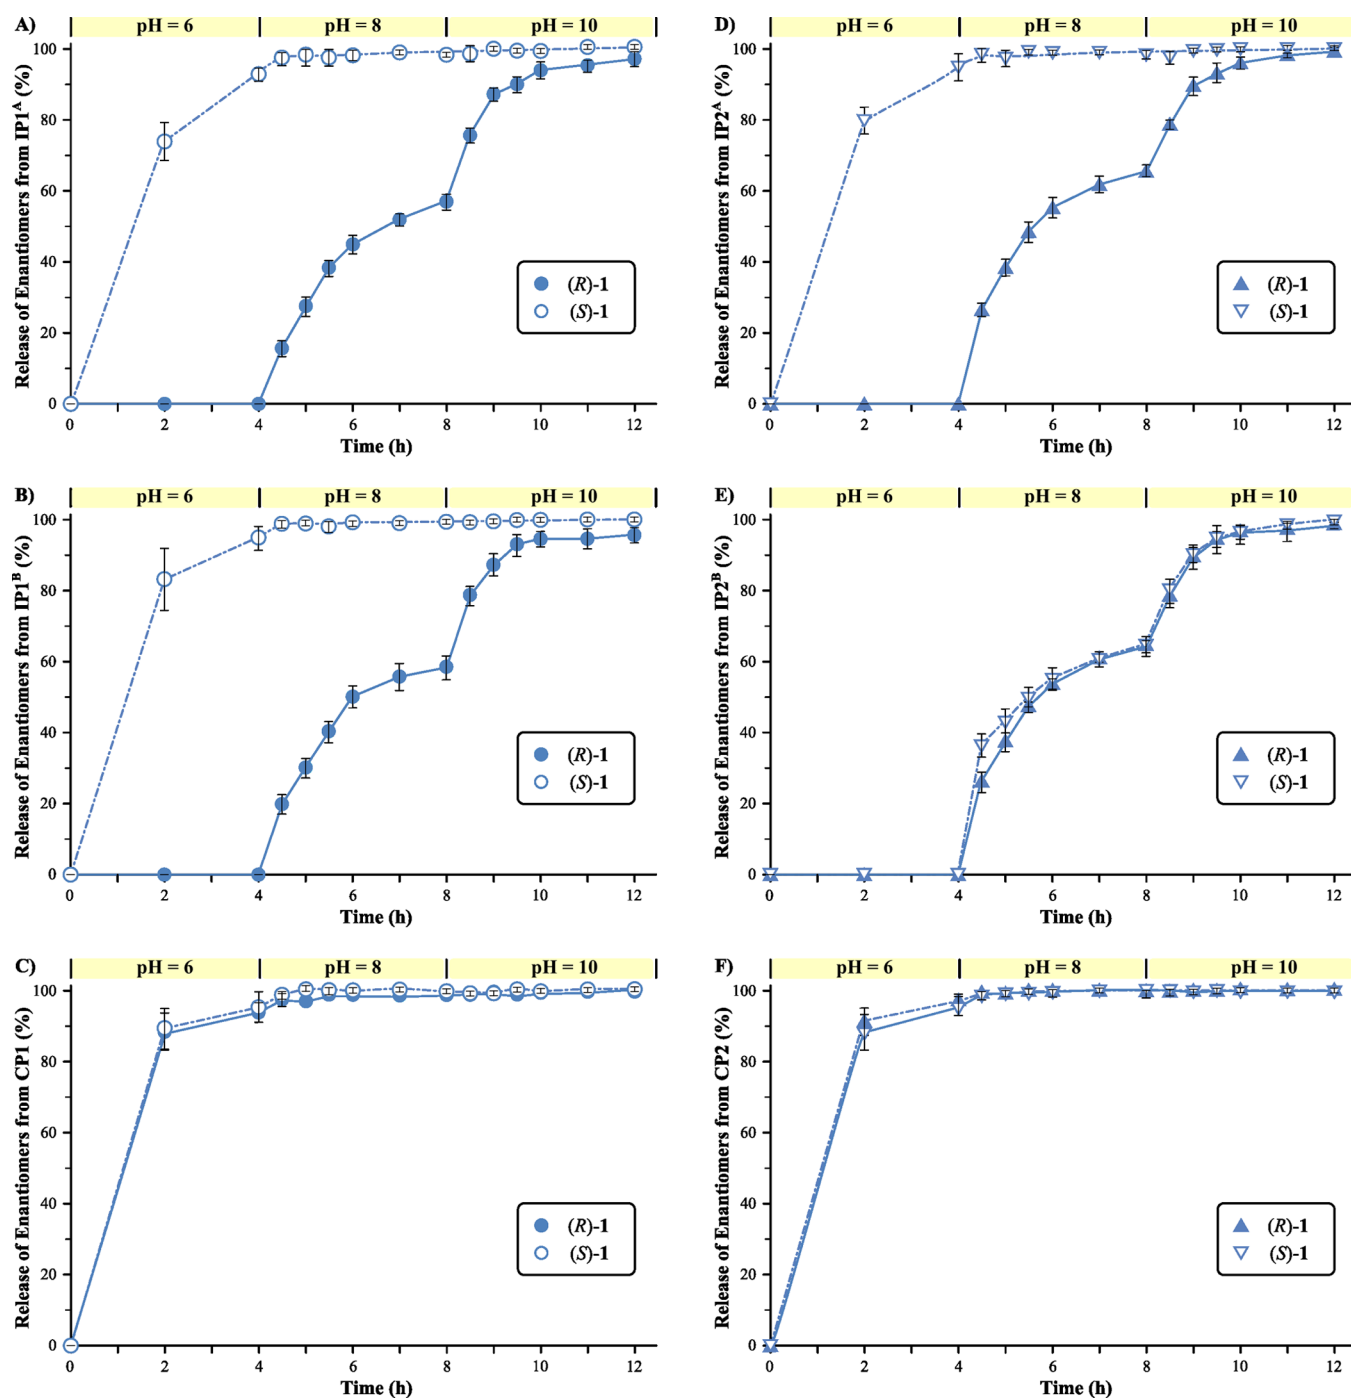 A)
pH = 6 pH = 8 pH = 10
Release of Enantiomers from IP1ᴬ (%)
100
80
60
40
20
0
(R)-1
(S)-1
0 2 4 6 8 10 12
Time (h)
D)
pH = 6 pH = 8 pH = 10
Release of Enantiomers from IP2ᴬ (%)
100
80
60
40
20
0
(R)-1
(S)-1
0 2 4 6 8 10 12
Time (h)
B)
pH = 6 pH = 8 pH = 10
Release of Enantiomers from IP1ᴮ (%)
100
80
60
40
20
0
(R)-1
(S)-1
0 2 4 6 8 10 12
Time (h)
E)
pH = 6 pH = 8 pH = 10
Release of Enantiomers from IP2ᴮ (%)
100
80
60
40
20
0
(R)-1
(S)-1
0 2 4 6 8 10 12
Time (h)
C)
pH = 6 pH = 8 pH = 10
Release of Enantiomers from CP1 (%)
100
80
60
40
20
0
(R)-1
(S)-1
0 2 4 6 8 10 12
Time (h)
F)
pH = 6 pH = 8 pH = 10
Release of Enantiomers from CP2 (%)
100
80
60
40
20
0
(R)-1
(S)-1
0 2 4 6 8 10 12
Time (h)